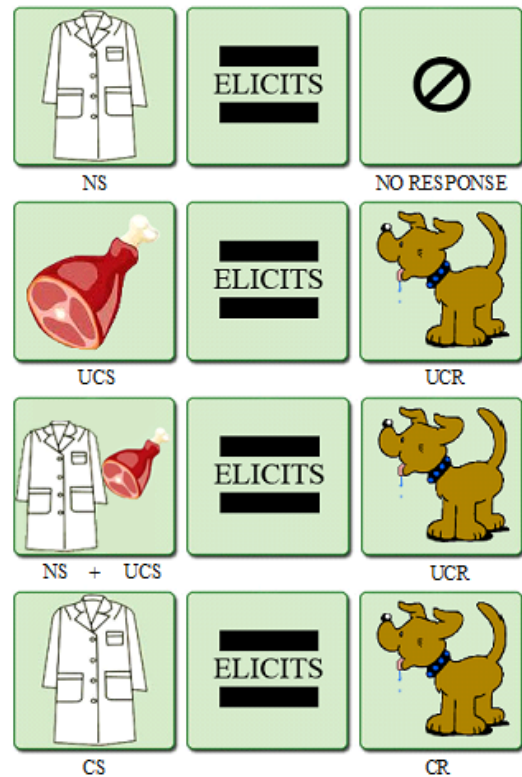 ELICITS
NS NO RESPONSE
ELICITS
UCS UCR
ELICITS
NS + UCS UCR
ELICITS
CS CR